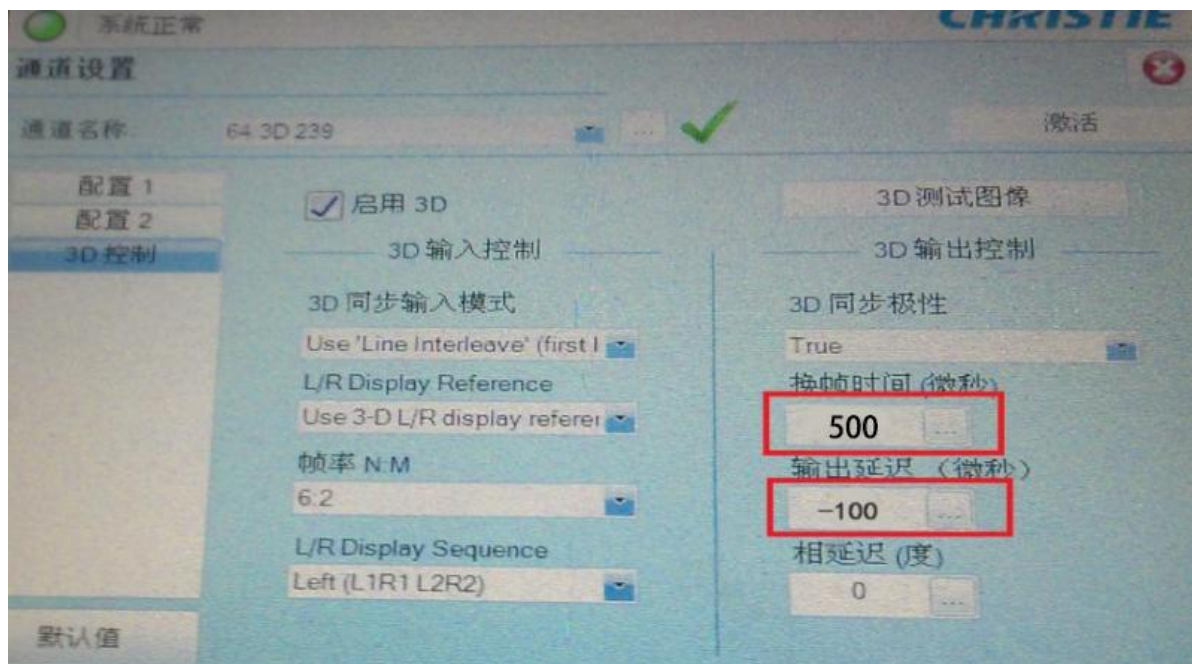 系统正常
CHRISTIE
通道设置
通道名称:
64 3D 239
...
激活
配置 1
配置 2
3D 控制
启用 3D
3D 测试图像
3D 输入控制
3D 输出控制
3D 同步输入模式
Use 'Line Interleave' (first l
L/R Display Reference
Use 3-D L/R display referer
帧率 N:M
6:2
L/R Display Sequence
Left (L1R1 L2R2)
3D 同步极性
True
换帧时间 (微秒)
500
...
输出延迟 （微秒）
-100
...
相延迟 (度)
0
...
默认值